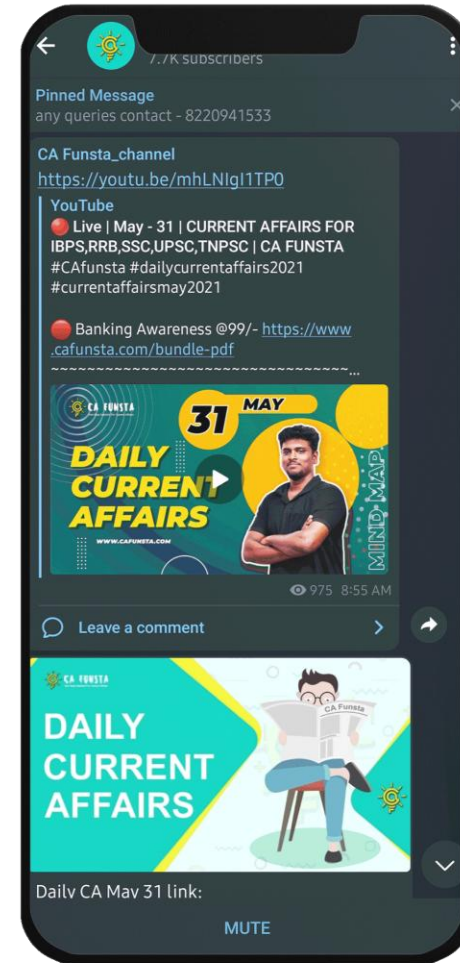 7.7K subscribers
Pinned Message
any queries contact - 8220941533
CA Funsta_channel
https://youtu.be/mhLNIgI1TP0
YouTube
🔴 Live | May - 31 | CURRENT AFFAIRS FOR
IBPS,RRB,SSC,UPSC,TNPSC | CA FUNSTA
#CAfunsta #dailycurrentaffairs2021
#currentaffairsmay2021
🔴 Banking Awareness @99/- https://www
.cafunsta.com/bundle-pdf
~~~~~~~~~~~~~~~~~~~~~~~~~~~~~~~~~...
CA FUNSTA
31 MAY
DAILY
CURRENT
AFFAIRS
WWW.CAFUNSTA.COM
MIND MAP
975 8:55 AM
Leave a comment
CA FUNSTA
CA Funsta
DAILY
CURRENT
AFFAIRS
Daily CA May 31 link:
MUTE